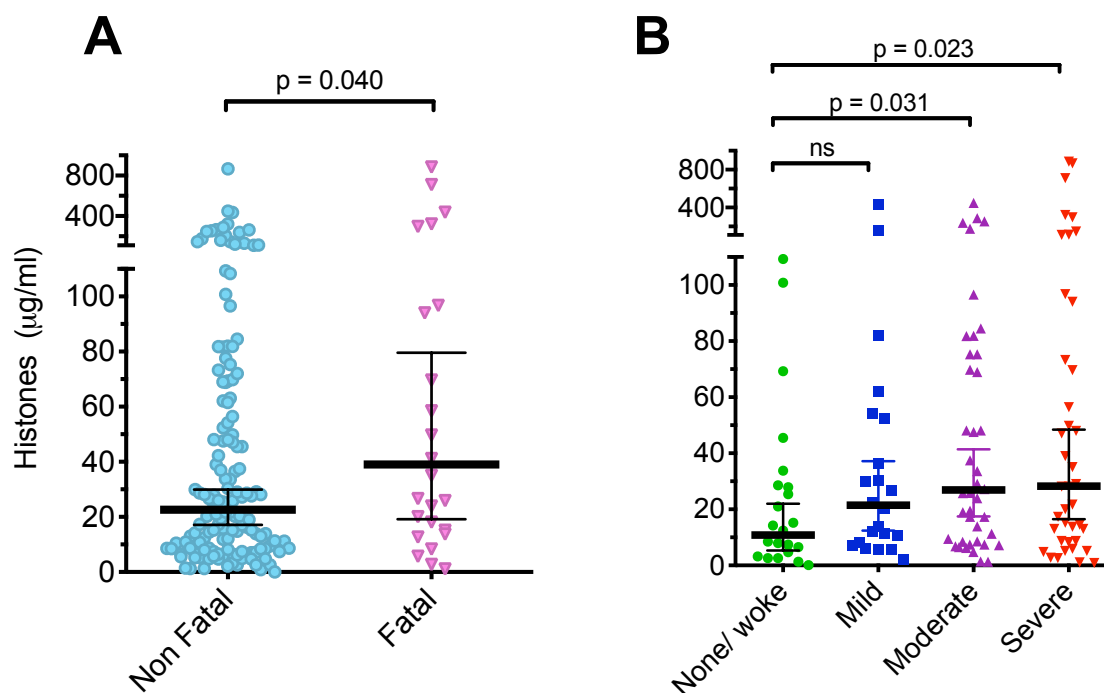 A
B
p = 0.040
p = 0.023
p = 0.031
ns
Histones (μg/ml)
800
400
100
80
60
40
20
0
Non Fatal
Fatal
800
400
100
80
60
40
20
0
None/ woke
Mild
Moderate
Severe